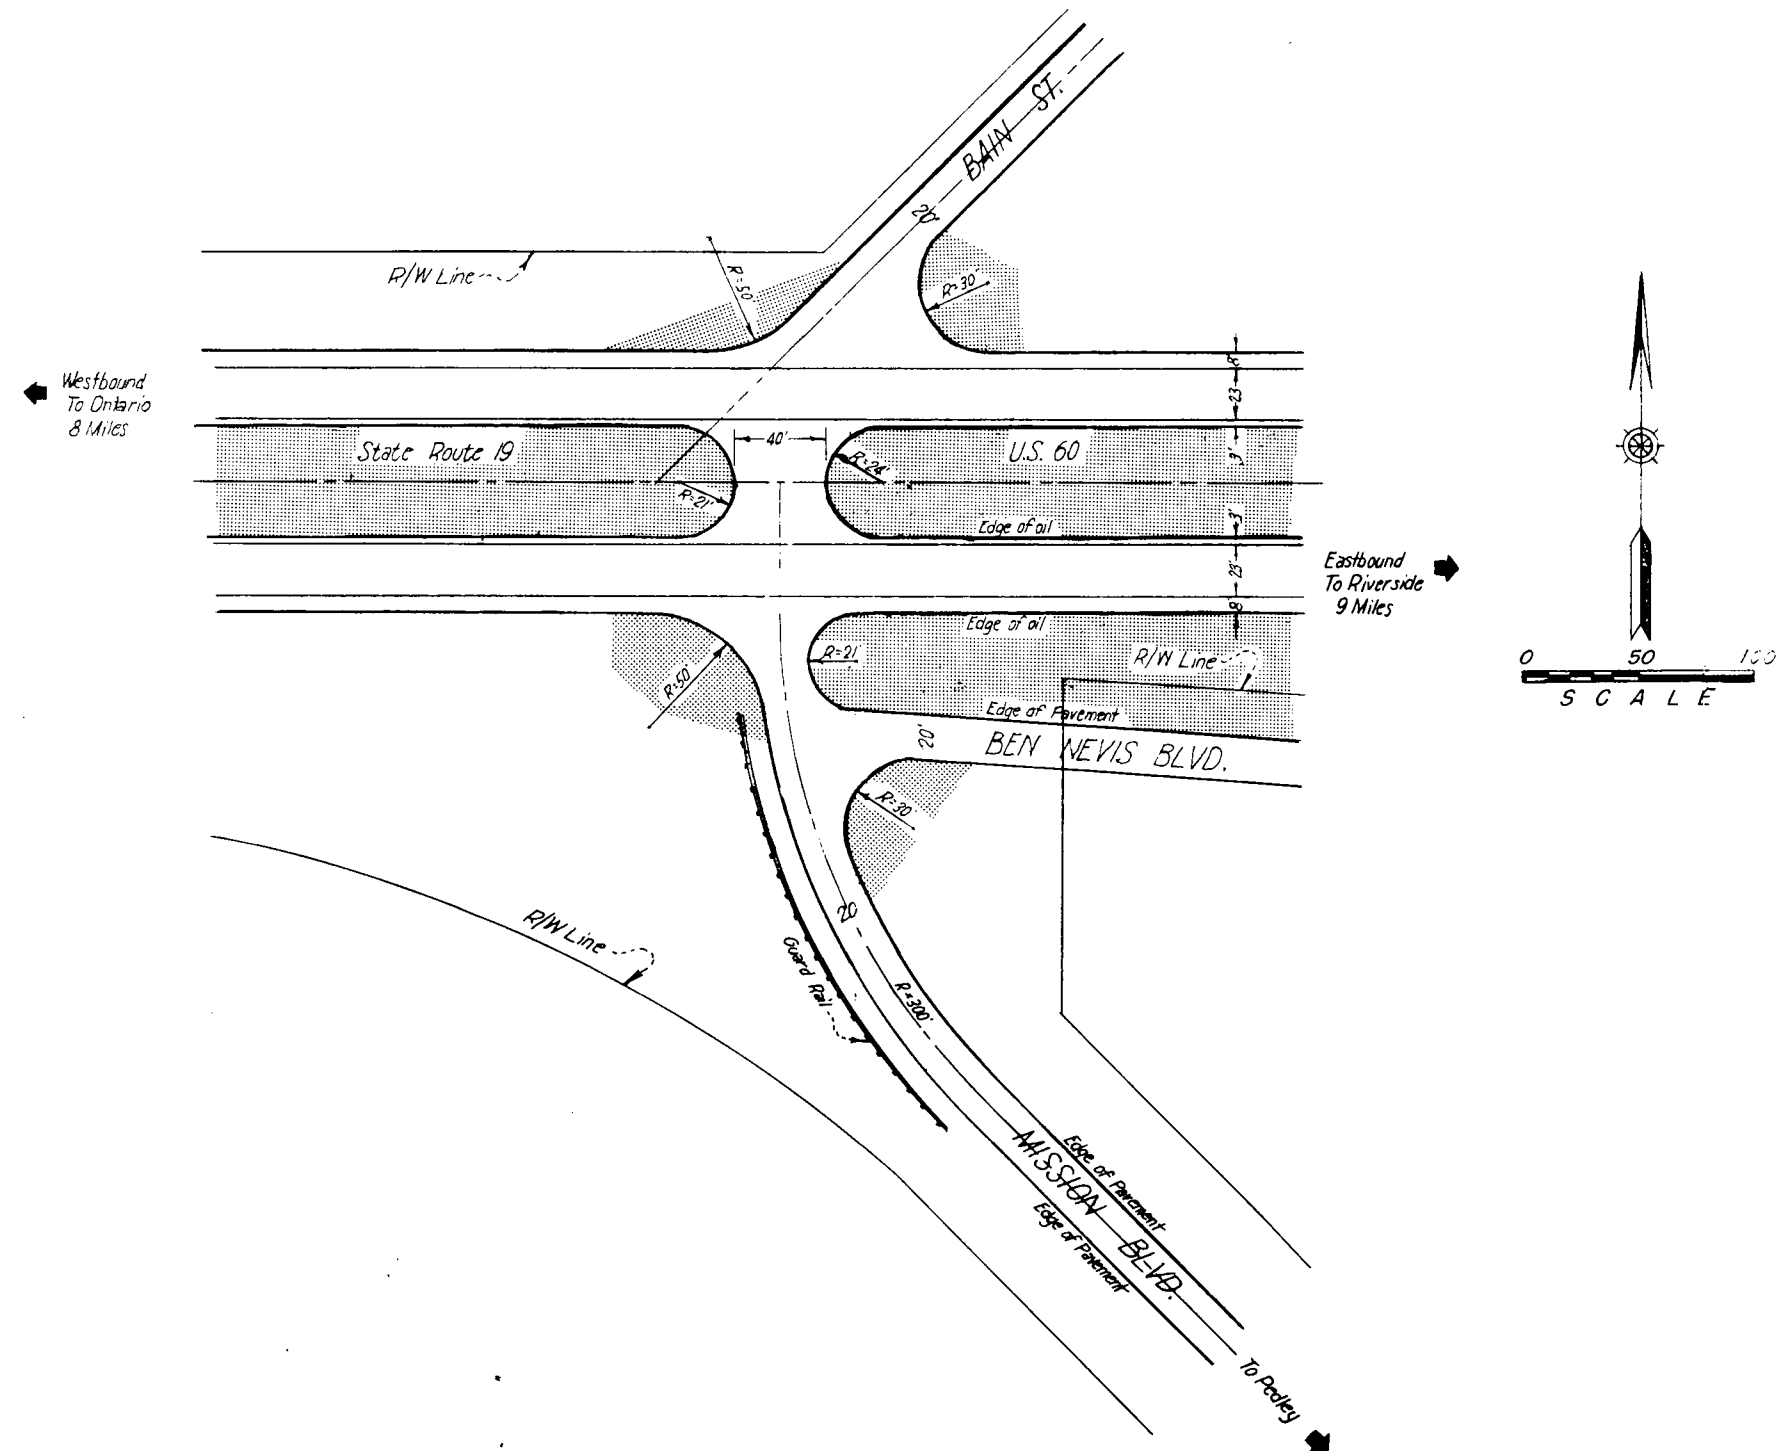 BAIN ST.
20'
R/W Line
R=50'
R=30'
8'
Westbound
To Ontario
8 Miles
23'
State Route 19
40'
U.S. 60
R=24'
3'
R=21'
3'
Edge of oil
Eastbound
To Riverside
9 Miles
23'
8'
Edge of oil
R=21'
R/W Line
R=50'
0 50 100
SCALE
Edge of Pavement
20'
BEN NEVIS BLVD.
R=30'
20'
R/W Line
Guard Rail
R=300'
Edge of Pavement
MISSION BLVD.
Edge of Pavement
To Pedley